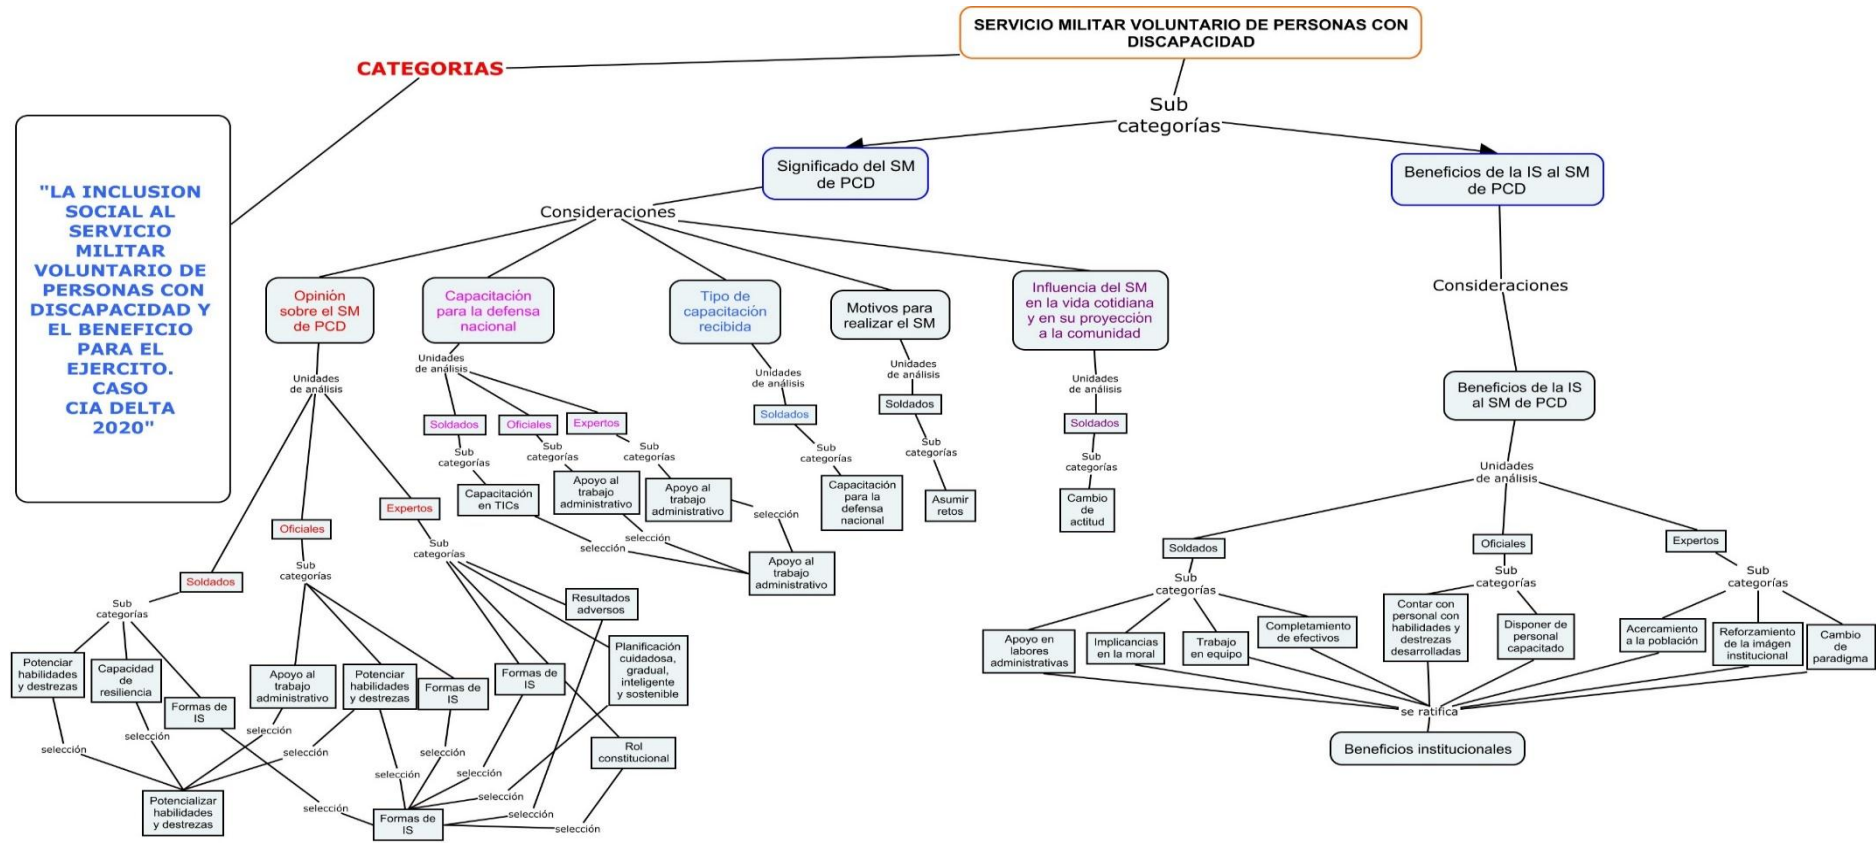 SERVICIO MILITAR VOLUNTARIO DE PERSONAS CON
DISCAPACIDAD
CATEGORIAS
Sub
categorías
"LA INCLUSION
SOCIAL AL
SERVICIO
MILITAR
VOLUNTARIO DE
PERSONAS CON
DISCAPACIDAD Y
EL BENEFICIO
PARA EL
EJERCITO.
CASO
CIA DELTA
2020"
Significado del SM
de PCD
Beneficios de la IS al SM
de PCD
Consideraciones
Opinión
sobre el SM
de PCD
Capacitación
para la defensa
nacional
Tipo de
capacitación
recibida
Motivos para
realizar el SM
Influencia del SM
en la vida cotidiana
y en su proyección
a la comunidad
Unidades
de análisis
Soldados
Sub
categorías
Potenciar
habilidades
y destrezas
Capacidad
de
resiliencia
Formas de
IS
selección
selección
selección
Potencializar
habilidades
y destrezas
Oficiales
Sub
categorías
Apoyo al
trabajo
administrativo
Potenciar
habilidades
y destrezas
Formas de
IS
selección
selección
selección
selección
Expertos
Sub
categorías
Resultados
adversos
Planificación
cuidadosa,
gradual,
inteligente
y sostenible
Formas de
IS
Rol
constitucional
selección
selección
selección
selección
Formas de
IS
Unidades
de análisis
Soldados
Oficiales
Expertos
Sub
categorías
Sub
categorías
Sub
categorías
Capacitación
en TICs
Apoyo al
trabajo
administrativo
Apoyo al
trabajo
administrativo
selección
selección
selección
Apoyo al
trabajo
administrativo
Unidades
de análisis
Soldados
Sub
categorías
Capacitación
para la
defensa
nacional
Unidades
de análisis
Soldados
Sub
categorías
Asumir
retos
Unidades
de análisis
Soldados
Sub
categorías
Cambio
de
actitud
Consideraciones
Beneficios de la IS
al SM de PCD
Unidades
de análisis
Soldados
Sub
categorías
Apoyo en
labores
administrativas
Implicancias
en la moral
Trabajo
en equipo
Completamiento
de efectivos
Oficiales
Sub
categorías
Contar con
personal con
habilidades y
destrezas
desarrolladas
Disponer de
personal
capacitado
Expertos
Sub
categorías
Acercamiento
a la población
Reforzamiento
de la imágen
institucional
Cambio
de
paradigma
se ratifica
Beneficios institucionales